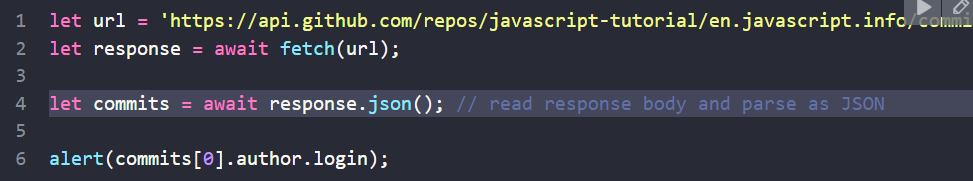 1 let url = 'https://api.github.com/repos/javascript-tutorial/en.javascript.info/commi
2 let response = await fetch(url);
3
4 let commits = await response.json(); // read response body and parse as JSON
5
6 alert(commits[0].author.login);